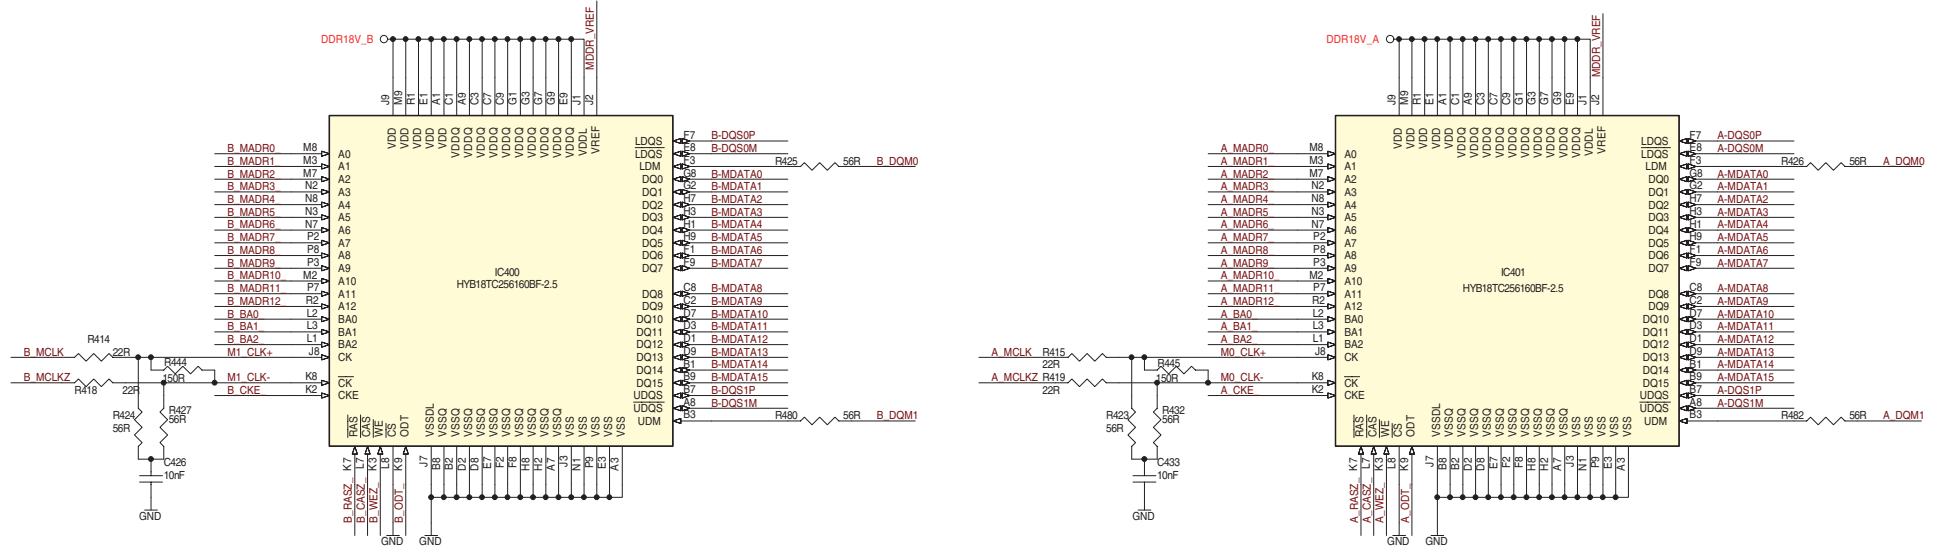 DDR18V_B
MDDR_VREF
J9 M9 R1 E1 A1 C1 A9 C3 C7 C9 G1 G3 G7 G9 E9 J1 J2
VDD VDD VDD VDD VDD VDDQ VDDQ VDDQ VDDQ VDDQ VDDQ VDDQ VDDQ VDDQ VDDQ VDDL VREF
B_MADR0 M8 A0
B_MADR1 M3 A1
B_MADR2 M7 A2
B_MADR3 N2 A3
B_MADR4 N8 A4
B_MADR5 N3 A5
B_MADR6 N7 A6
B_MADR7 P2 A7
B_MADR8 P8 A8
B_MADR9 P3 A9
B_MADR10 M2 A10
B_MADR11 P7 A11
B_MADR12 R2 A12
B_BA0 L2 BA0
B_BA1 L3 BA1
B_BA2 L1 BA2
B_MCLK R414 22R M1_CLK+ J8 CK
R444 150R
B_MCLKZ R418 22R M1_CLK- K8 CK
B_CKE K2 CKE
R424 56R
R427 56R
C426 10nF
GND
IC400
HYB18TC256160BF-2.5
LDQS F7 B-DQS0P
LDQS E8 B-DQS0M
LDM F3 R425 56R B_DQM0
DQ0 G8 B-MDATA0
DQ1 G2 B-MDATA1
DQ2 H7 B-MDATA2
DQ3 H3 B-MDATA3
DQ4 H1 B-MDATA4
DQ5 H9 B-MDATA5
DQ6 F1 B-MDATA6
DQ7 F9 B-MDATA7
DQ8 C8 B-MDATA8
DQ9 C2 B-MDATA9
DQ10 D7 B-MDATA10
DQ11 D3 B-MDATA11
DQ12 D1 B-MDATA12
DQ13 D9 B-MDATA13
DQ14 B1 B-MDATA14
DQ15 B9 B-MDATA15
UDQS B7 B-DQS1P
UDQS A8 B-DQS1M
UDM B3 R480 56R B_DQM1
RAS CAS WE CS ODT VSSDL VSSQ VSSQ VSSQ VSSQ VSSQ VSSQ VSSQ VSSQ VSSQ VSSQ VSS VSS VSS VSS VSS
K7 L7 K3 L8 K9 J7 B8 B2 D2 D8 E7 F2 F8 H8 H2 A7 J3 N1 P9 E3 A3
B_RASZ B_CASZ B_WEZ B_ODT
GND GND
DDR18V_A
MDDR_VREF
J9 M9 R1 E1 A1 C1 A9 C3 C7 C9 G1 G3 G7 G9 E9 J1 J2
VDD VDD VDD VDD VDD VDDQ VDDQ VDDQ VDDQ VDDQ VDDQ VDDQ VDDQ VDDQ VDDQ VDDL VREF
A_MADR0 M8 A0
A_MADR1 M3 A1
A_MADR2 M7 A2
A_MADR3 N2 A3
A_MADR4 N8 A4
A_MADR5 N3 A5
A_MADR6 N7 A6
A_MADR7 P2 A7
A_MADR8 P8 A8
A_MADR9 P3 A9
A_MADR10 M2 A10
A_MADR11 P7 A11
A_MADR12 R2 A12
A_BA0 L2 BA0
A_BA1 L3 BA1
A_BA2 L1 BA2
A_MCLK R415 22R M0_CLK+ J8 CK
R445 150R
A_MCLKZ R419 22R M0_CLK- K8 CK
A_CKE K2 CKE
R423 56R
R432 56R
C433 10nF
GND
IC401
HYB18TC256160BF-2.5
LDQS F7 A-DQS0P
LDQS E8 A-DQS0M
LDM F3 R426 56R A_DQM0
DQ0 G8 A-MDATA0
DQ1 G2 A-MDATA1
DQ2 H7 A-MDATA2
DQ3 H3 A-MDATA3
DQ4 H1 A-MDATA4
DQ5 H9 A-MDATA5
DQ6 F1 A-MDATA6
DQ7 F9 A-MDATA7
DQ8 C8 A-MDATA8
DQ9 C2 A-MDATA9
DQ10 D7 A-MDATA10
DQ11 D3 A-MDATA11
DQ12 D1 A-MDATA12
DQ13 D9 A-MDATA13
DQ14 B1 A-MDATA14
DQ15 B9 A-MDATA15
UDQS B7 A-DQS1P
UDQS A8 A-DQS1M
UDM B3 R482 56R A_DQM1
RAS CAS WE CS ODT VSSDL VSSQ VSSQ VSSQ VSSQ VSSQ VSSQ VSSQ VSSQ VSSQ VSSQ VSS VSS VSS VSS VSS
K7 L7 K3 L8 K9 J7 B8 B2 D2 D8 E7 F2 F8 H8 H2 A7 J3 N1 P9 E3 A3
A_RASZ A_CASZ A_WEZ A_ODT
GND GND